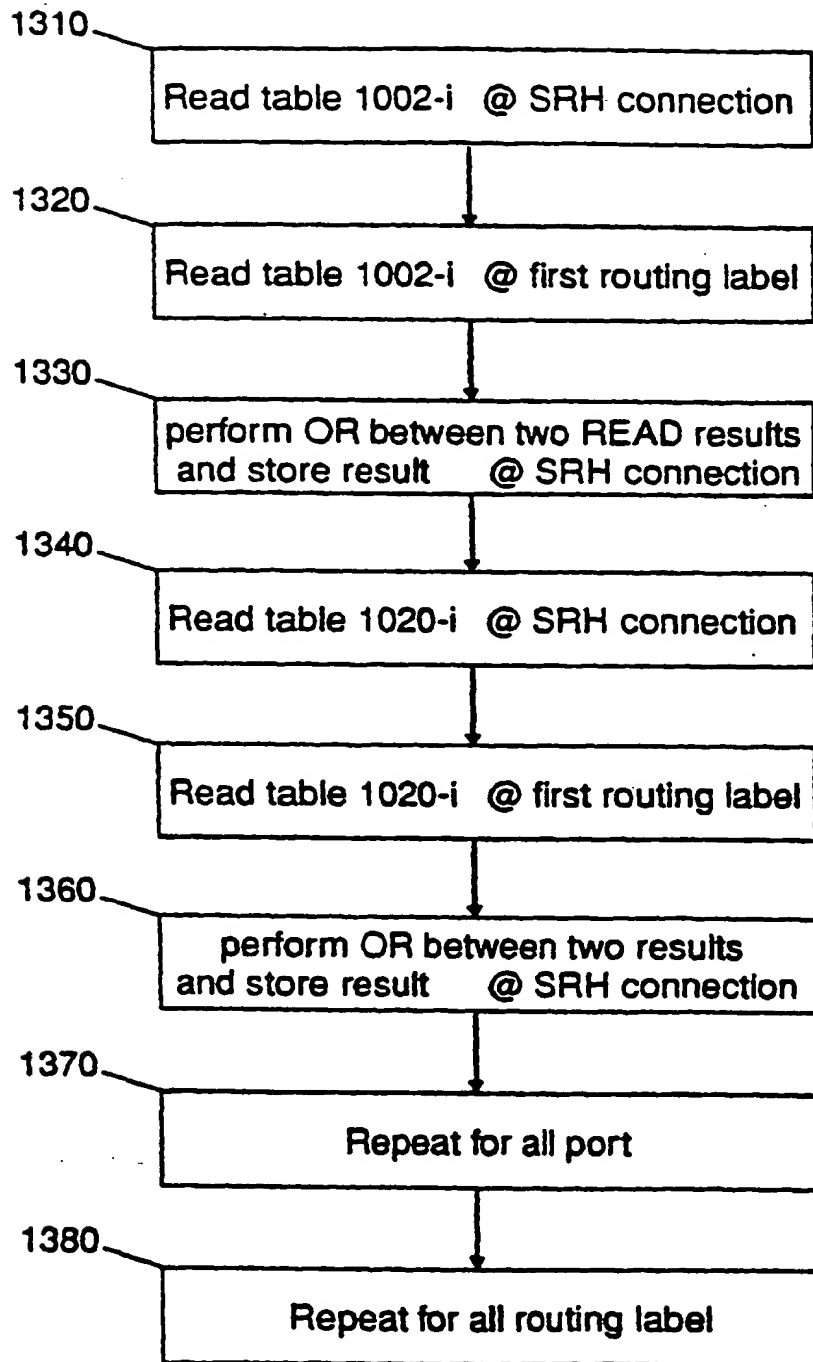 1310
Read table 1002-i @ SRH connection
1320
Read table 1002-i @ first routing label
1330
perform OR between two READ results
and store result @ SRH connection
1340
Read table 1020-i @ SRH connection
1350
Read table 1020-i @ first routing label
1360
perform OR between two results
and store result @ SRH connection
1370
Repeat for all port
1380
Repeat for all routing label